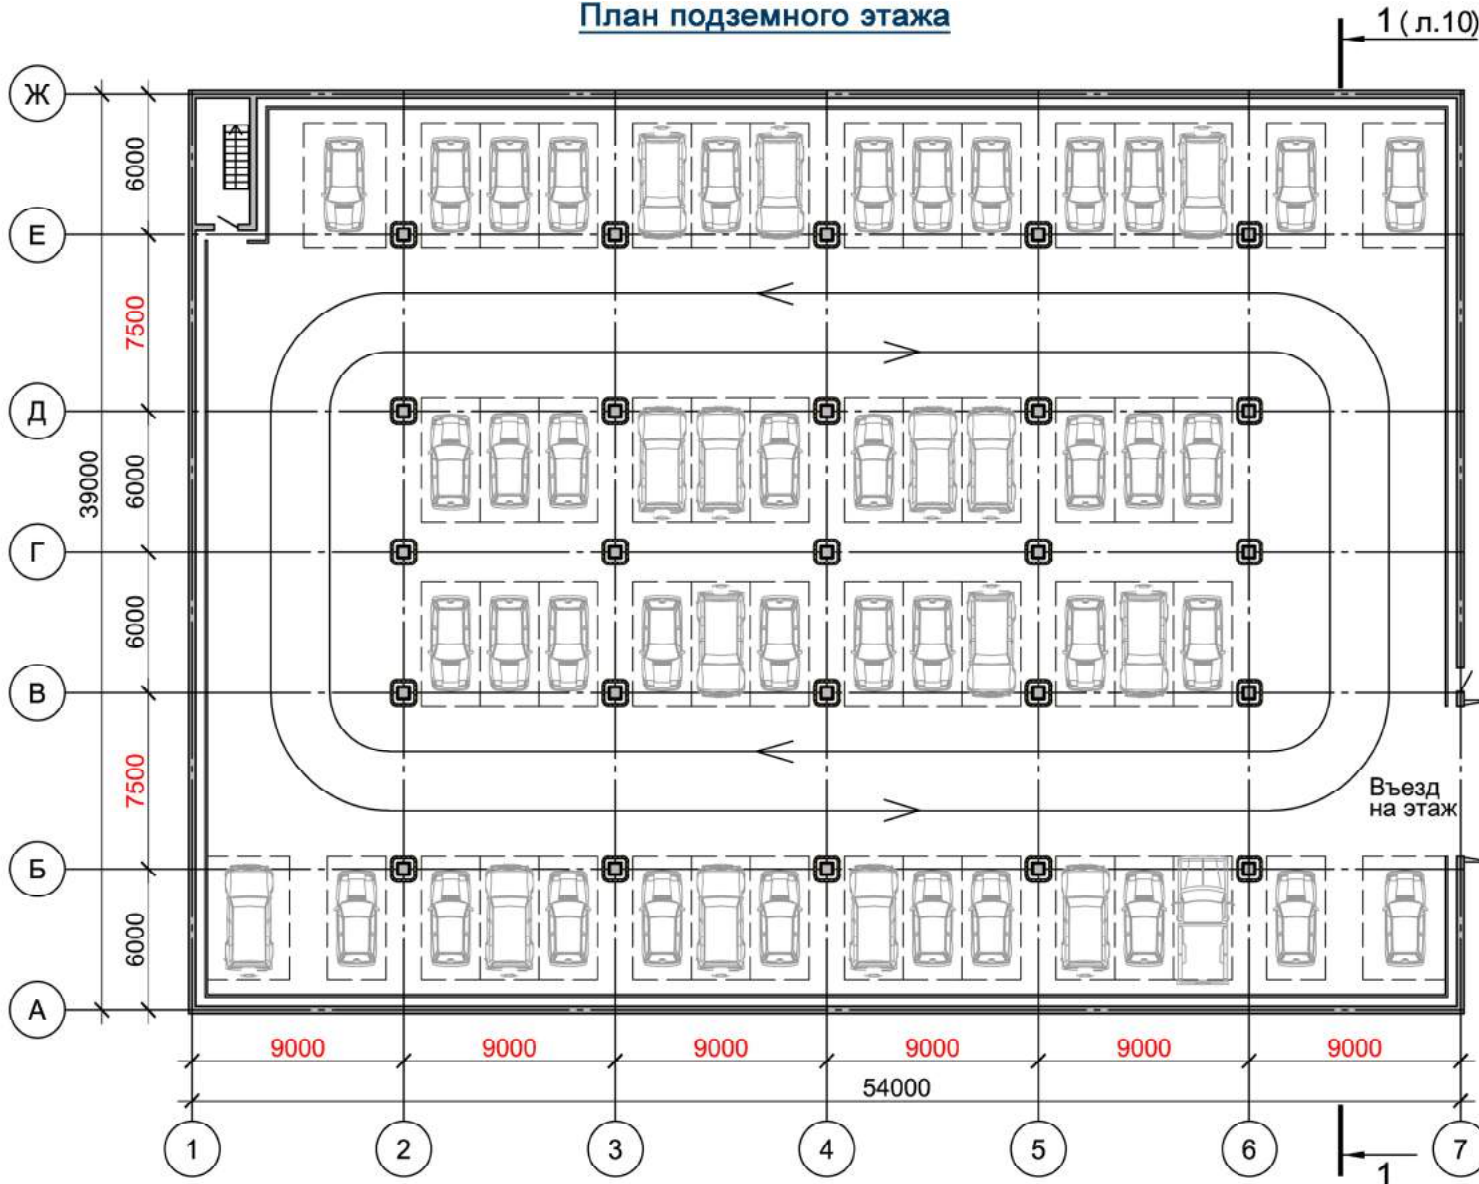 План подземного этажа
1 ( л.10)
Ж
6000
Е
7500
Д
39000
6000
Г
6000
В
7500
Въезд
на этаж
Б
6000
А
9000 9000 9000 9000 9000 9000
54000
1 2 3 4 5 6 7
1